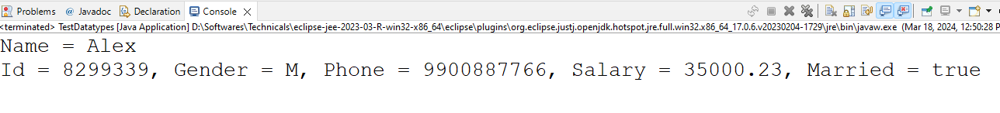 Problems @ Javadoc Declaration Console
<terminated> TestDatatypes [Java Application] D:\Softwares\Technicals\eclipse-jee-2023-03-R-win32-x86_64\eclipse\plugins\org.eclipse.justj.openjdk.hotspot.jre.full.win32.x86_64_17.0.6.v20230204-1729\jre\bin\javaw.exe (Mar 18, 2024, 12:50:28 P
Name = Alex
Id = 8299339, Gender = M, Phone = 9900887766, Salary = 35000.23, Married = true